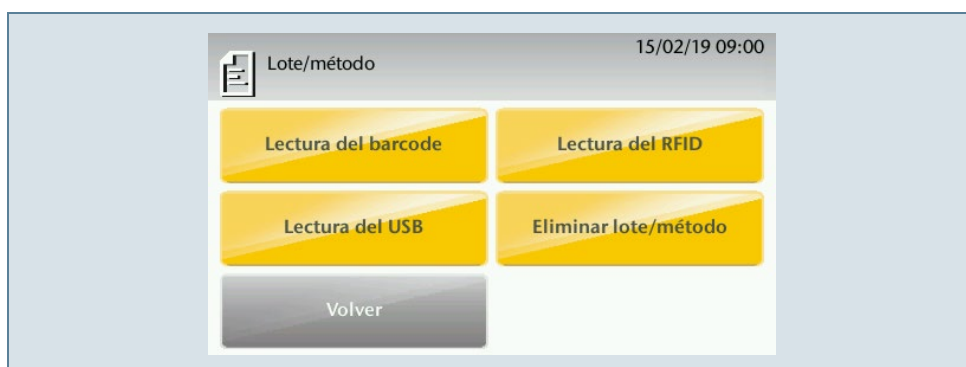 Lote/método
15/02/19 09:00
Lectura del barcode
Lectura del RFID
Lectura del USB
Eliminar lote/método
Volver